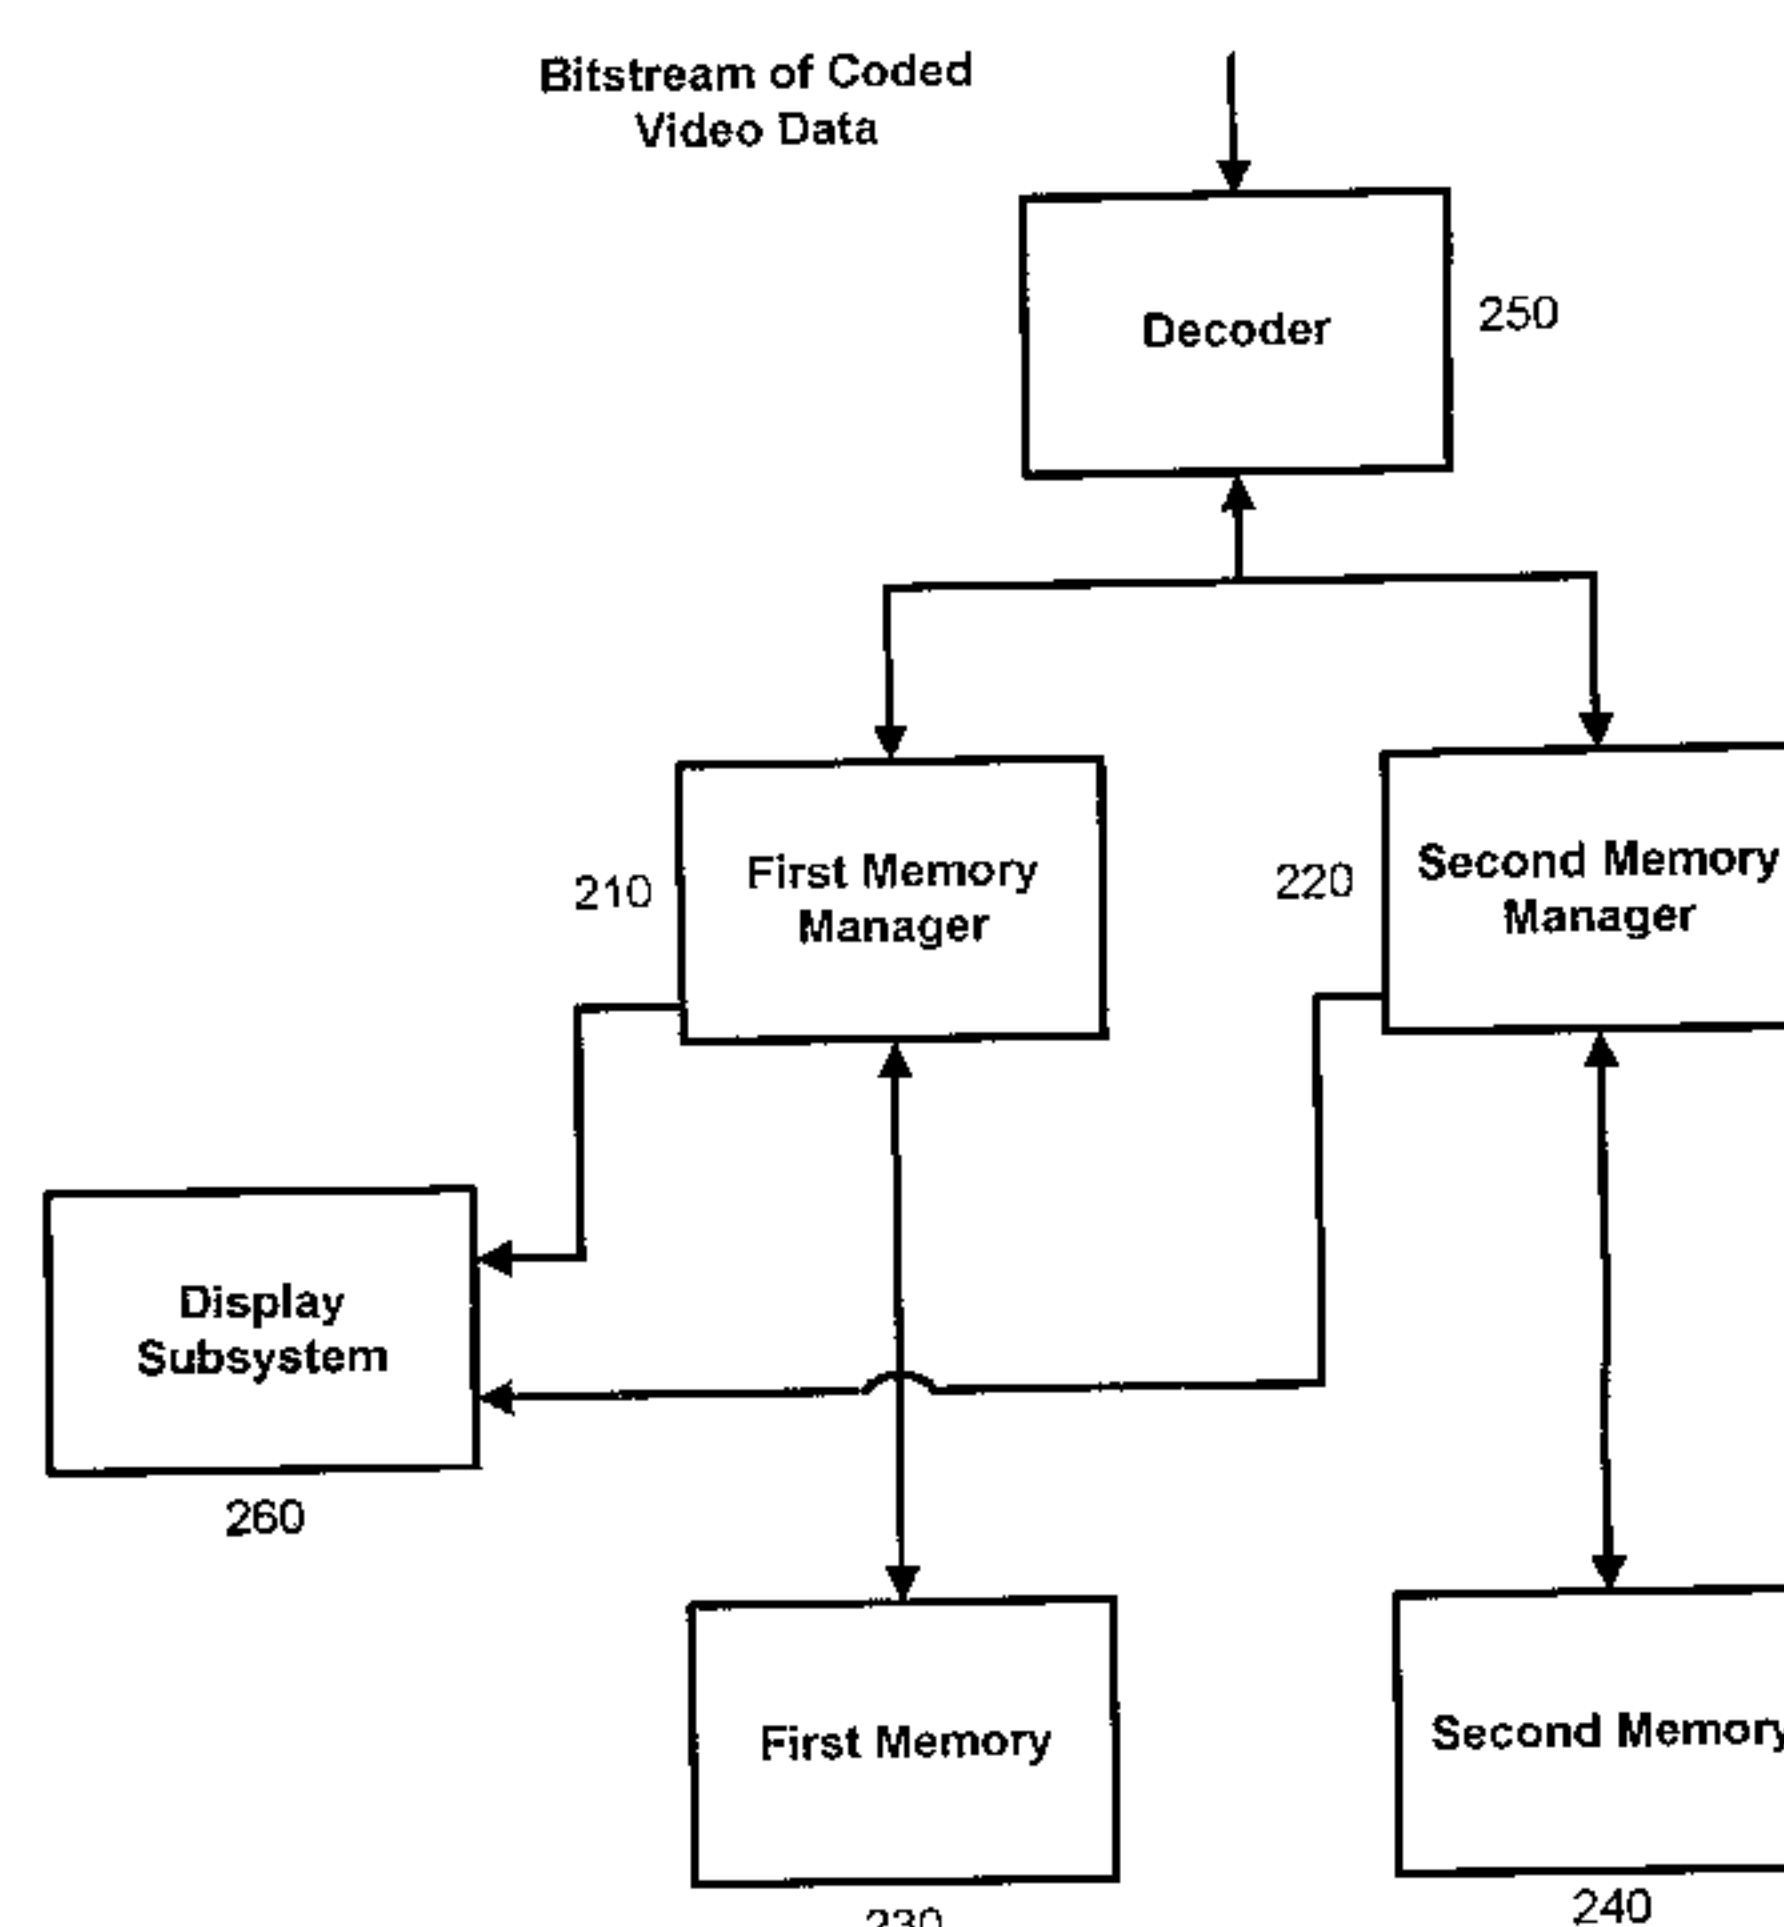 Bitstream of Coded
Video Data
Decoder
250
First Memory
Manager
210
Second Memory
Manager
220
Display
Subsystem
260
First Memory
230
Second Memory
240